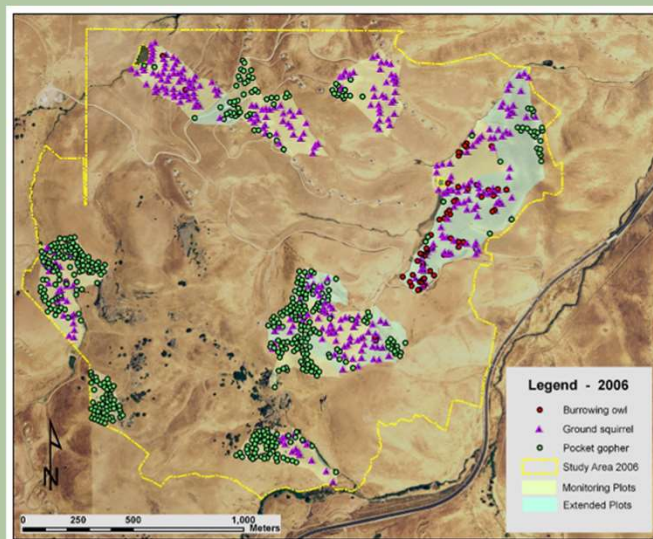 Legend - 2006
Burrowing owl
Ground squirrel
Pocket gopher
Study Area 2006
Monitoring Plots
Extended Plots
N
0 250 500 1,000
Meters